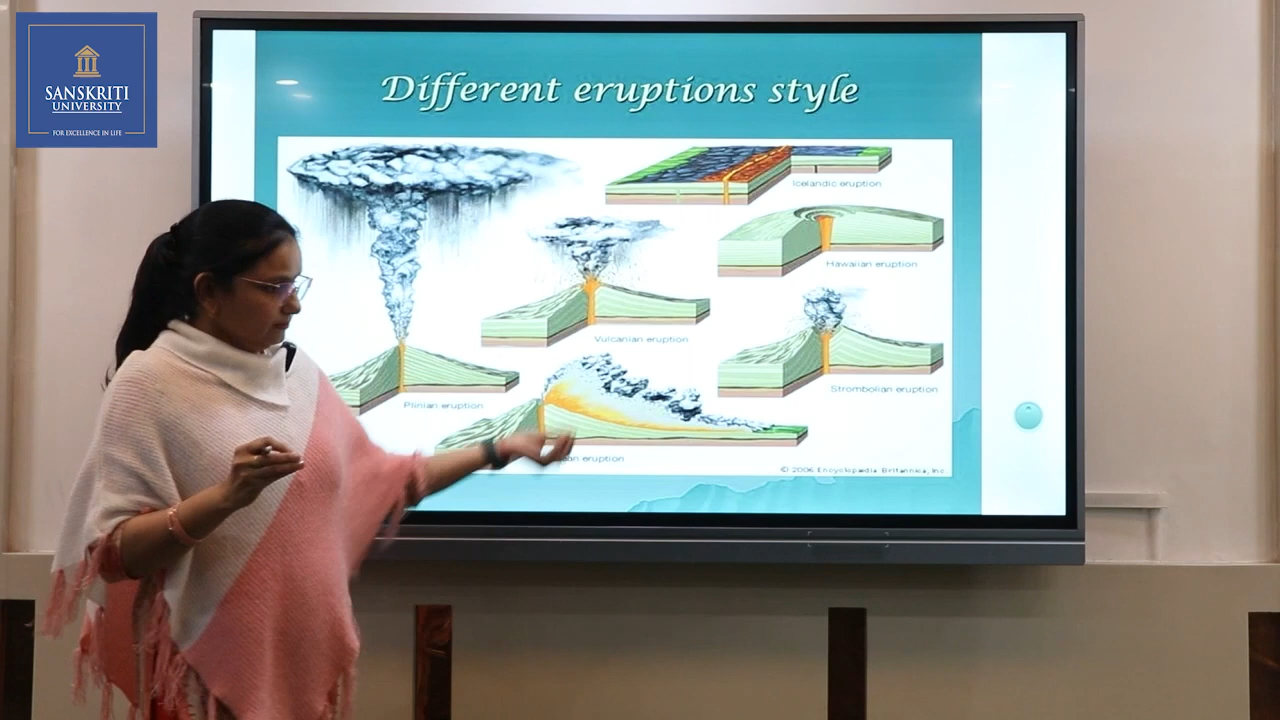 SANSKRITI
UNIVERSITY
FOR EXCELLENCE IN LIFE
Different eruptions style
Icelandic eruption
Hawaiian eruption
Vulcanian eruption
Strombolian eruption
Plinian eruption
eruption
© 2006 Encyclopædia Britannica, Inc.